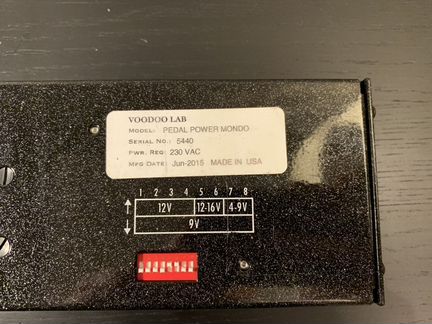 VOODOO LAB
MODEL: PEDAL POWER MONDO
SERIAL NO.: 5440
PWR. REQ: 230 VAC
MFG DATE: Jun-2015 MADE IN USA
1 2 3 4 5 6 7 8
↑ 12V 12-16V 4-9V
↓ 9V